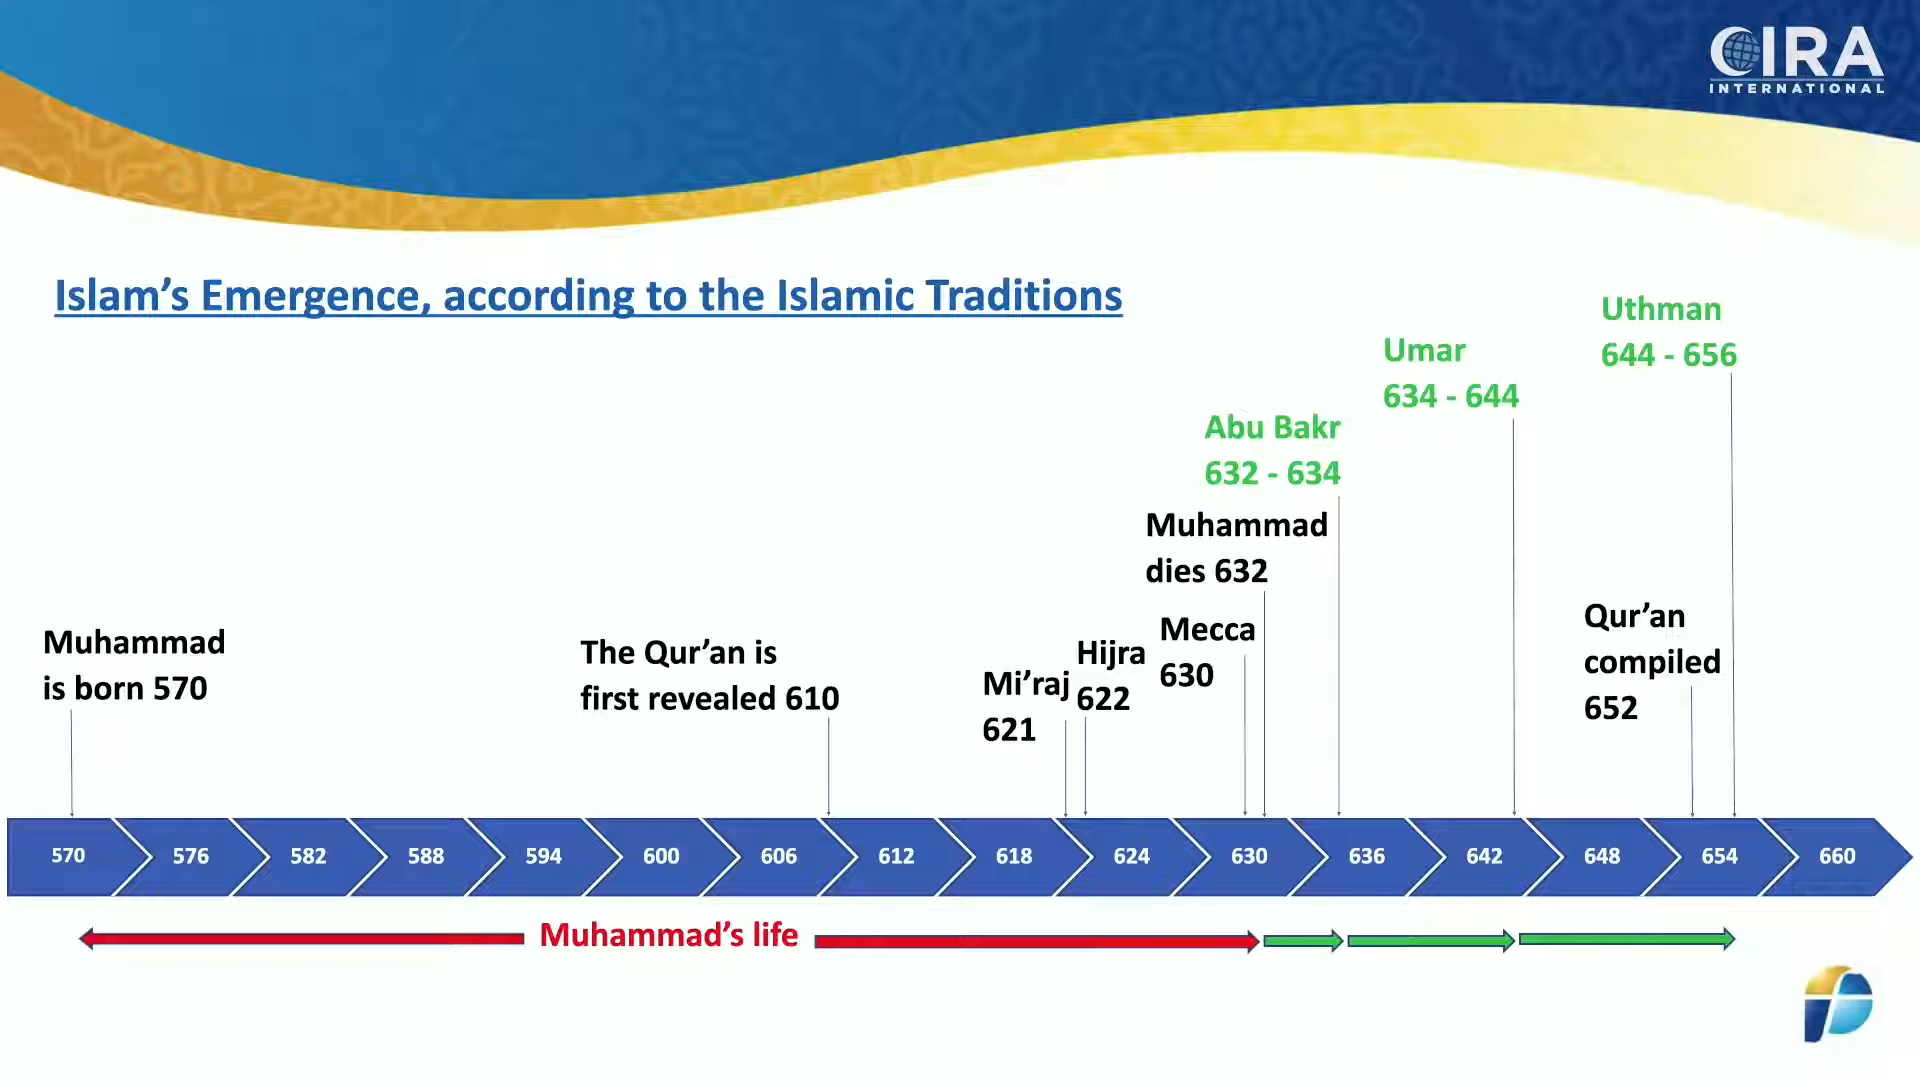 CIRA
INTERNATIONAL
Islam's Emergence, according to the Islamic Traditions
Uthman
644 - 656
Umar
634 - 644
Abu Bakr
632 - 634
Muhammad
dies 632
Mecca
630
Hijra
622
Mi'raj
621
The Qur'an is
first revealed 610
Muhammad
is born 570
Qur'an
compiled
652
570 576 582 588 594 600 606 612 618 624 630 636 642 648 654 660
Muhammad's life